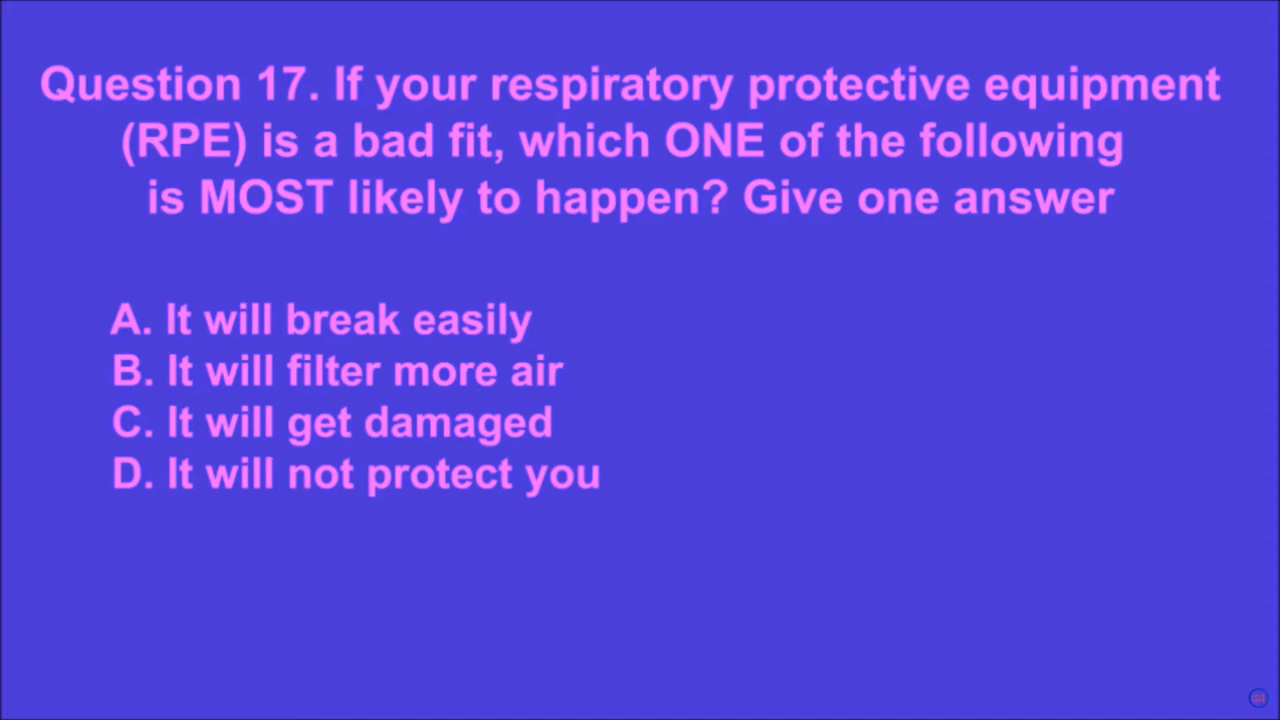 Question 17. If your respiratory protective equipment
(RPE) is a bad fit, which ONE of the following
is MOST likely to happen? Give one answer
A. It will break easily
B. It will filter more air
C. It will get damaged
D. It will not protect you